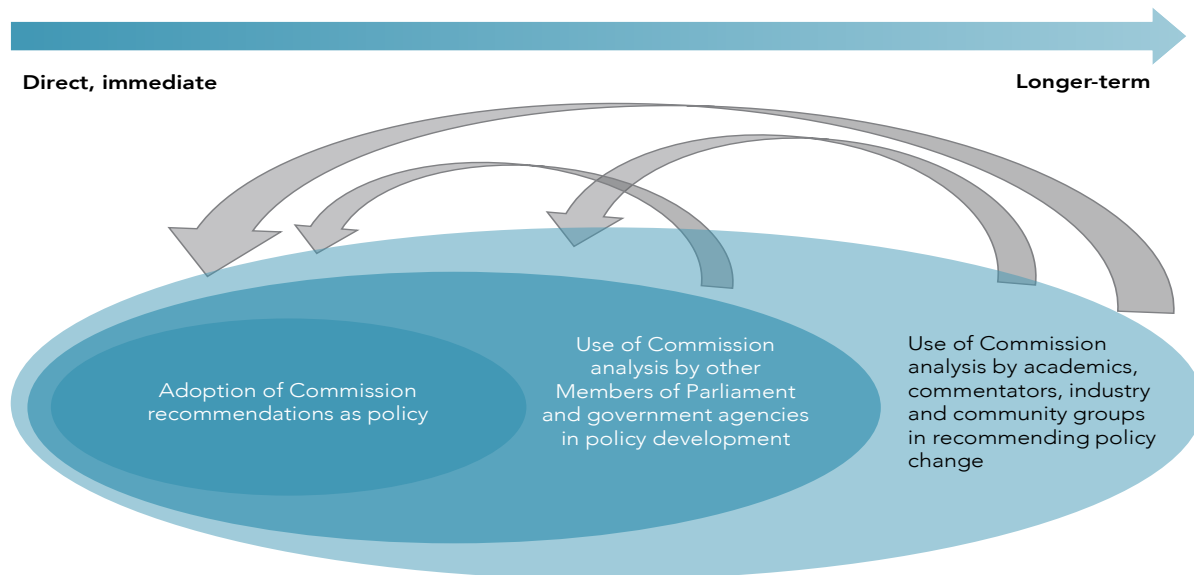 Direct, immediate
Longer-term
Adoption of Commission
recommendations as policy
Use of Commission
analysis by other
Members of Parliament
and government agencies
in policy development
Use of Commission
analysis by academics,
commentators, industry
and community groups
in recommending policy
change